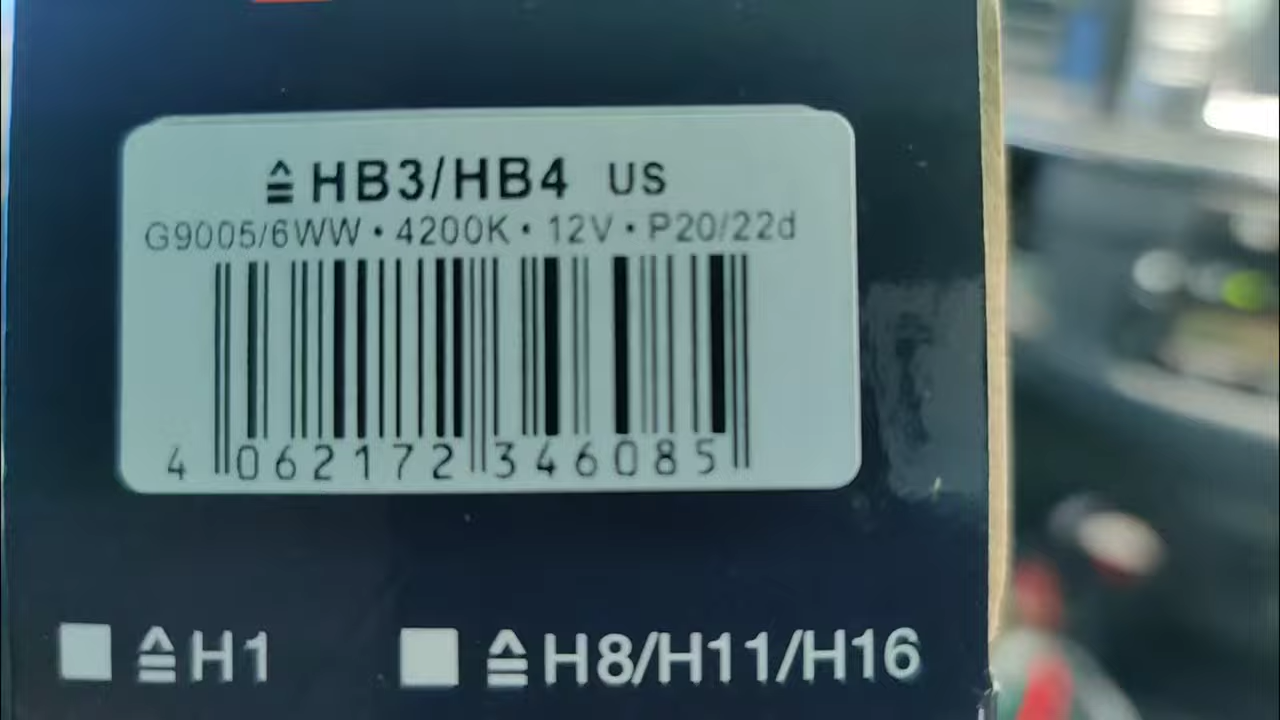 ≙ HB3/HB4 US
G9005/6WW • 4200K • 12V • P20/22d
4 062172 346085
≙ H1 ≙ H8/H11/H16